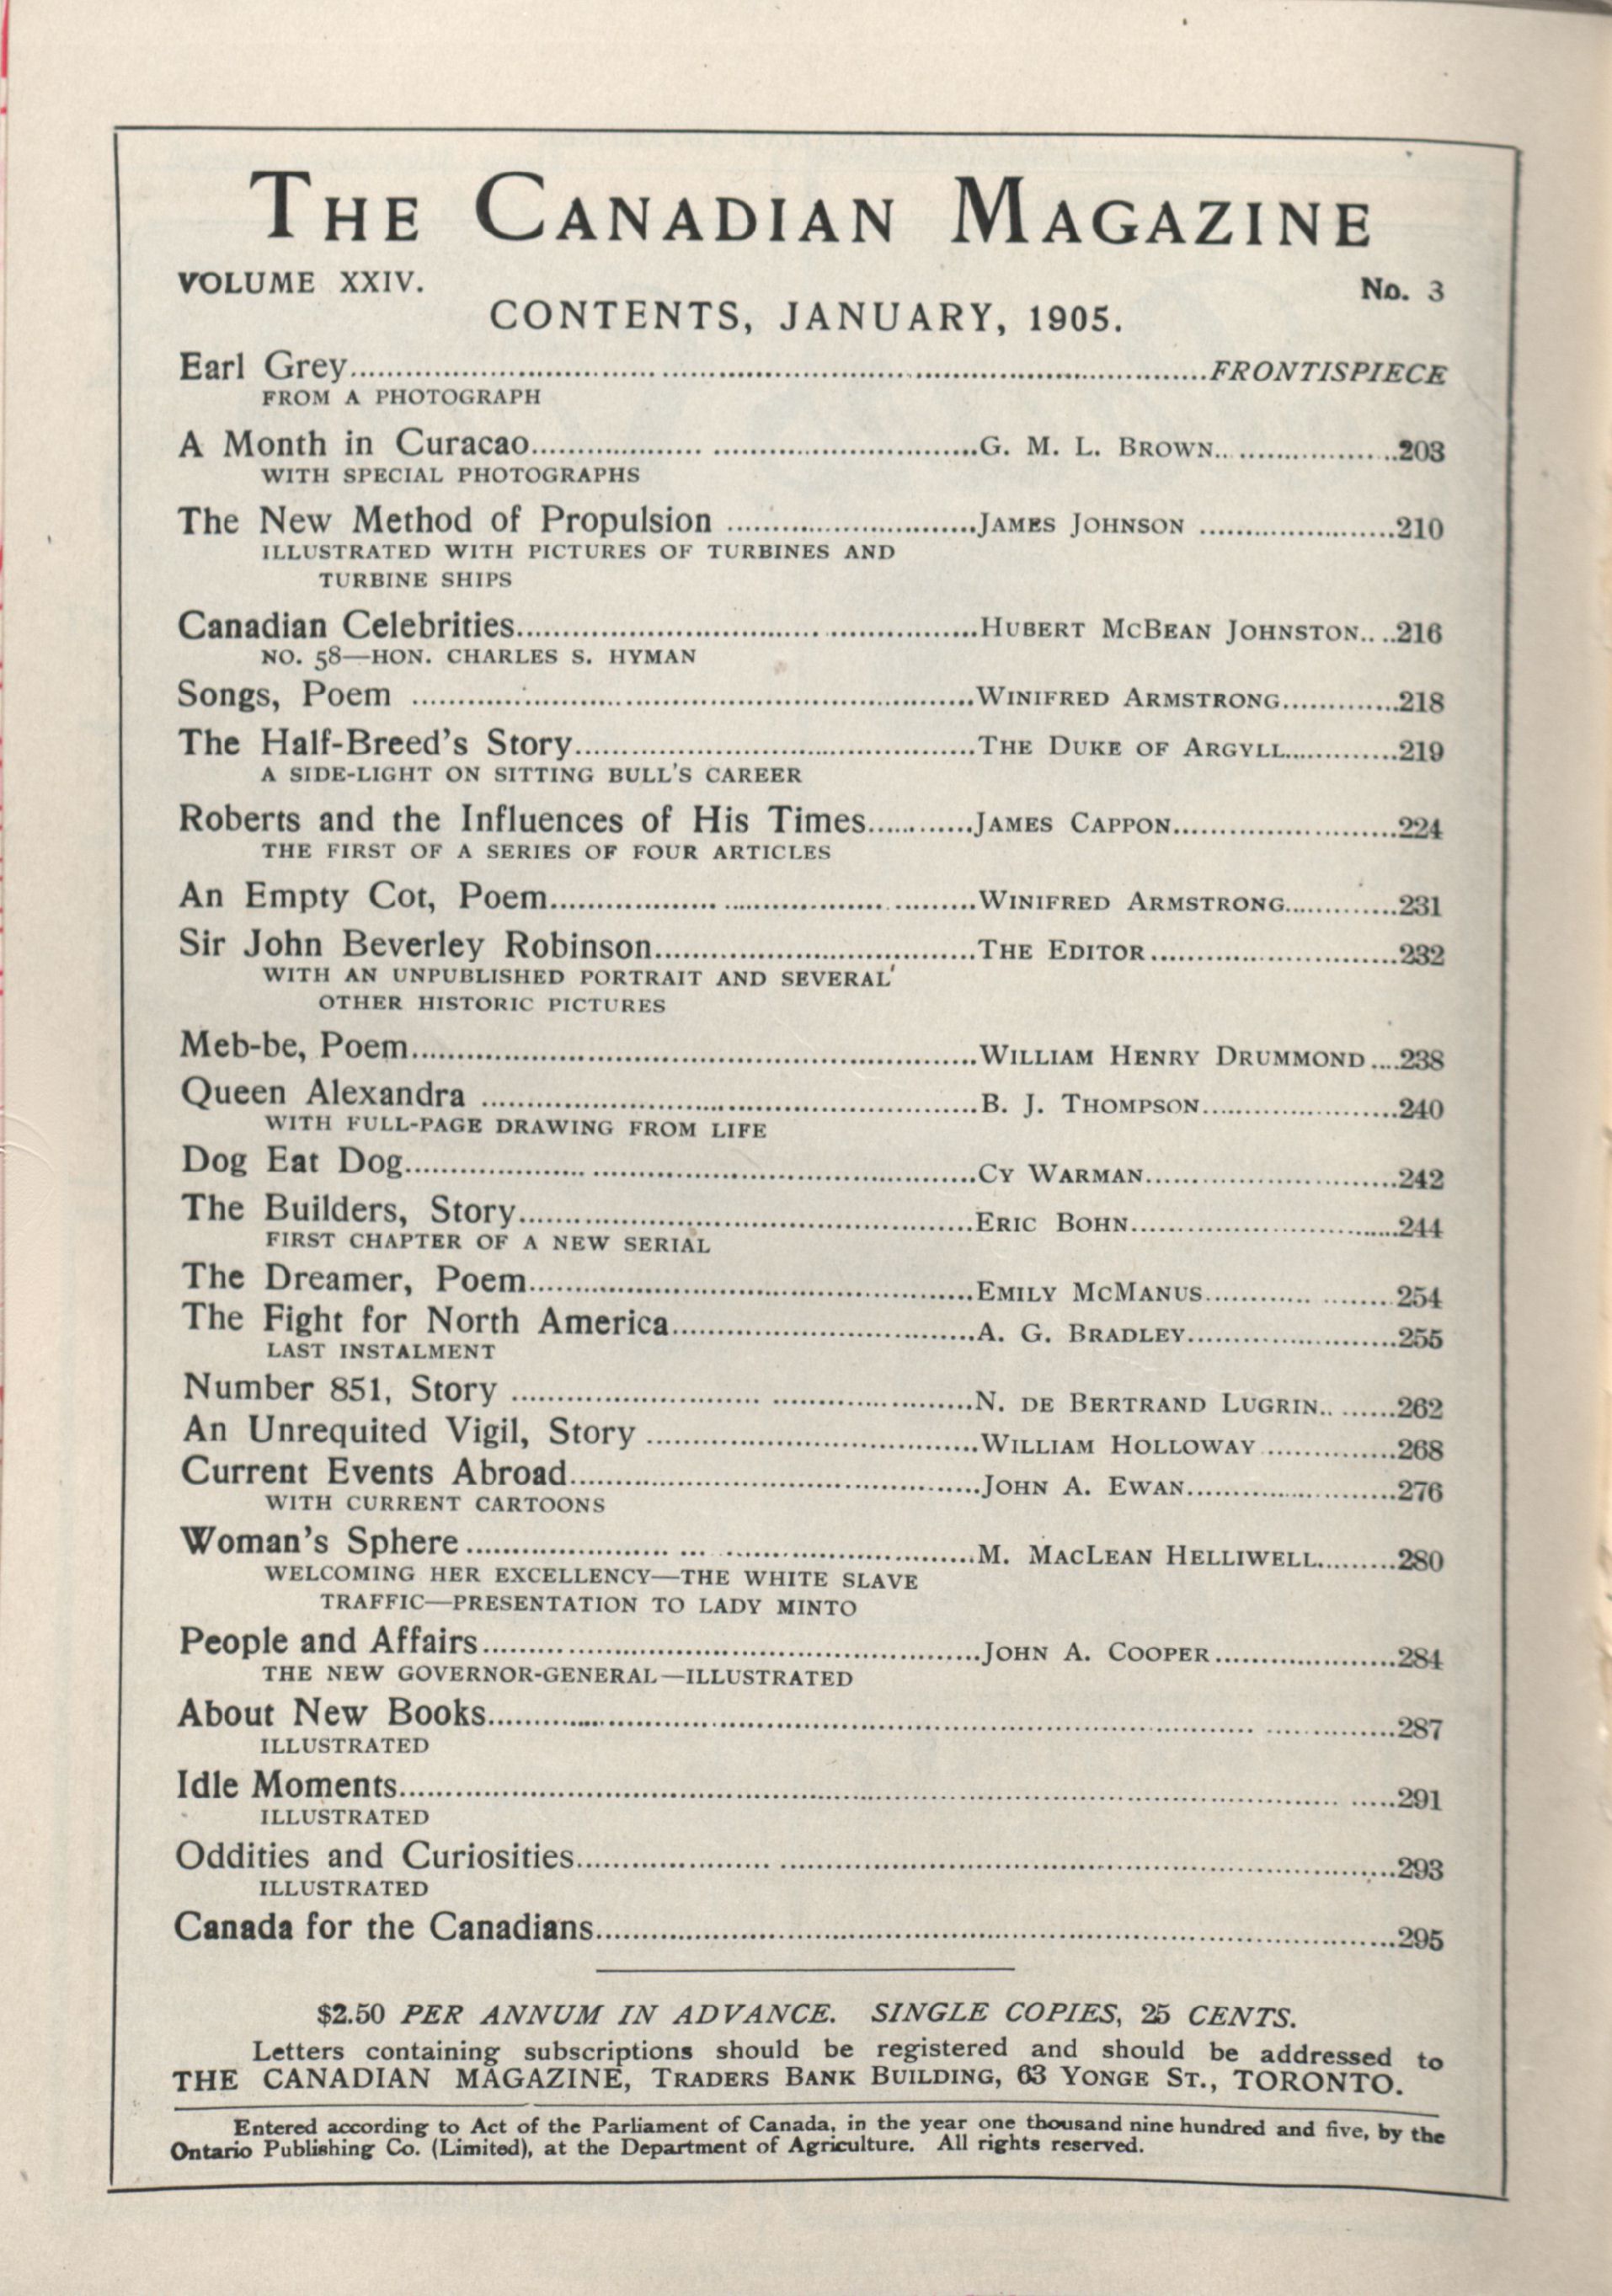 THE CANADIAN MAGAZINE
VOLUME XXIV. No. 3
CONTENTS, JANUARY, 1905.
Earl Grey........FRONTISPIECE
FROM A PHOTOGRAPH
A Month in Curacao........G. M. L. BROWN........203
WITH SPECIAL PHOTOGRAPHS
The New Method of Propulsion ........JAMES JOHNSON ........210
ILLUSTRATED WITH PICTURES OF TURBINES AND
TURBINE SHIPS
Canadian Celebrities........HUBERT MCBEAN JOHNSTON....216
NO. 58—HON. CHARLES S. HYMAN
Songs, Poem ........WINIFRED ARMSTRONG........218
The Half-Breed's Story........THE DUKE OF ARGYLL........219
A SIDE-LIGHT ON SITTING BULL'S CAREER
Roberts and the Influences of His Times........JAMES CAPPON........224
THE FIRST OF A SERIES OF FOUR ARTICLES
An Empty Cot, Poem........WINIFRED ARMSTRONG........231
Sir John Beverley Robinson........THE EDITOR........232
WITH AN UNPUBLISHED PORTRAIT AND SEVERAL
OTHER HISTORIC PICTURES
Meb-be, Poem........WILLIAM HENRY DRUMMOND....238
Queen Alexandra ........B. J. THOMPSON........240
WITH FULL-PAGE DRAWING FROM LIFE
Dog Eat Dog........CY WARMAN........242
The Builders, Story........ERIC BOHN........244
FIRST CHAPTER OF A NEW SERIAL
The Dreamer, Poem........EMILY MCMANUS........254
The Fight for North America........A. G. BRADLEY........255
LAST INSTALMENT
Number 851, Story ........N. DE BERTRAND LUGRIN........262
An Unrequited Vigil, Story ........WILLIAM HOLLOWAY ........268
Current Events Abroad........JOHN A. EWAN........276
WITH CURRENT CARTOONS
Woman's Sphere ........M. MACLEAN HELLIWELL........280
WELCOMING HER EXCELLENCY—THE WHITE SLAVE
TRAFFIC—PRESENTATION TO LADY MINTO
People and Affairs........JOHN A. COOPER........284
THE NEW GOVERNOR-GENERAL—ILLUSTRATED
About New Books........287
ILLUSTRATED
Idle Moments........291
ILLUSTRATED
Oddities and Curiosities........293
ILLUSTRATED
Canada for the Canadians........295
$2.50 PER ANNUM IN ADVANCE. SINGLE COPIES, 25 CENTS.
Letters containing subscriptions should be registered and should be addressed to
THE CANADIAN MAGAZINE, TRADERS BANK BUILDING, 63 YONGE ST., TORONTO.
Entered according to Act of the Parliament of Canada, in the year one thousand nine hundred and five, by the
Ontario Publishing Co. (Limited), at the Department of Agriculture. All rights reserved.